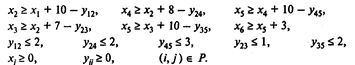 x₂ ≥ x₁ + 10 − y₁₂, x₄ ≥ x₂ + 8 − y₂₄, x₅ ≥ x₄ + 10 − y₄₅,
x₃ ≥ x₂ + 7 − y₂₃, x₅ ≥ x₃ + 10 − y₃₅, x₆ ≥ x₅ + 3,
y₁₂ ≤ 2, y₂₄ ≤ 2, y₄₅ ≤ 3, y₂₃ ≤ 1, y₃₅ ≤ 2,
xᵢ ≥ 0, yᵢⱼ ≥ 0, (i, j) ∈ P.